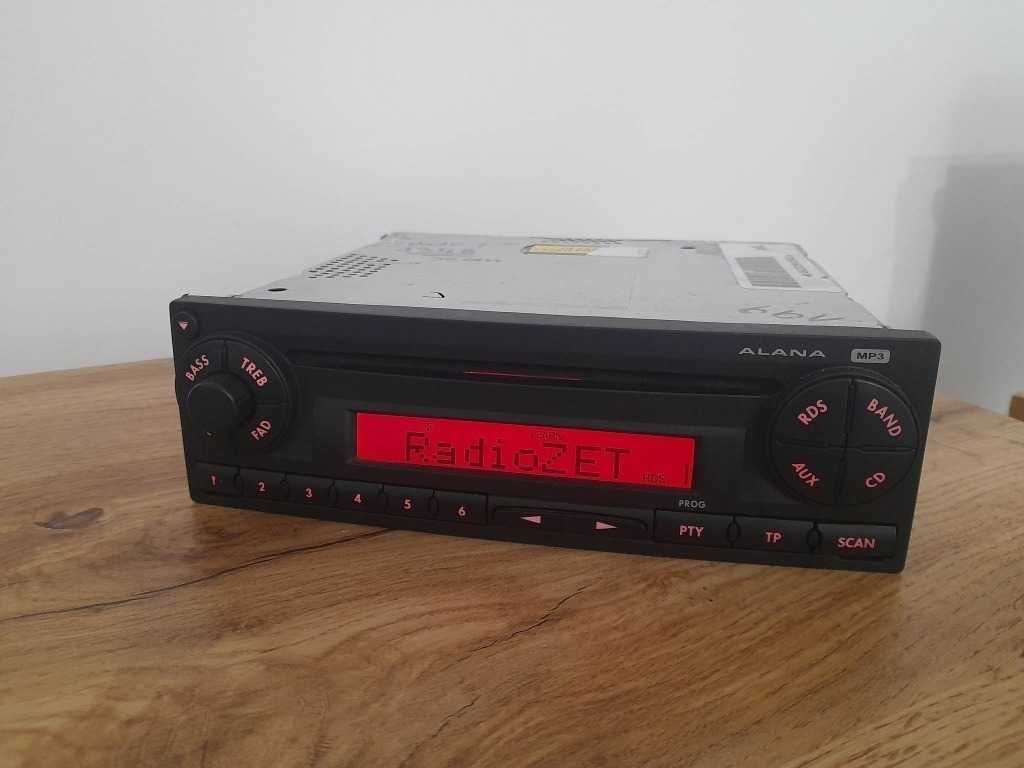 ALANA MP3
BASS
TREB
FAD
RadioZET
RDS
RDS
BAND
AUX
CD
1
2
3
4
5
6
PROG
PTY
TP
SCAN